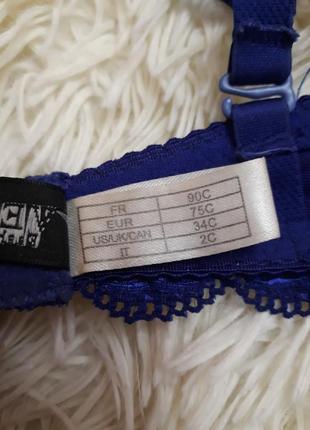 FR 90C
EUR 75C
US/UK/CAN 34C
IT 2C